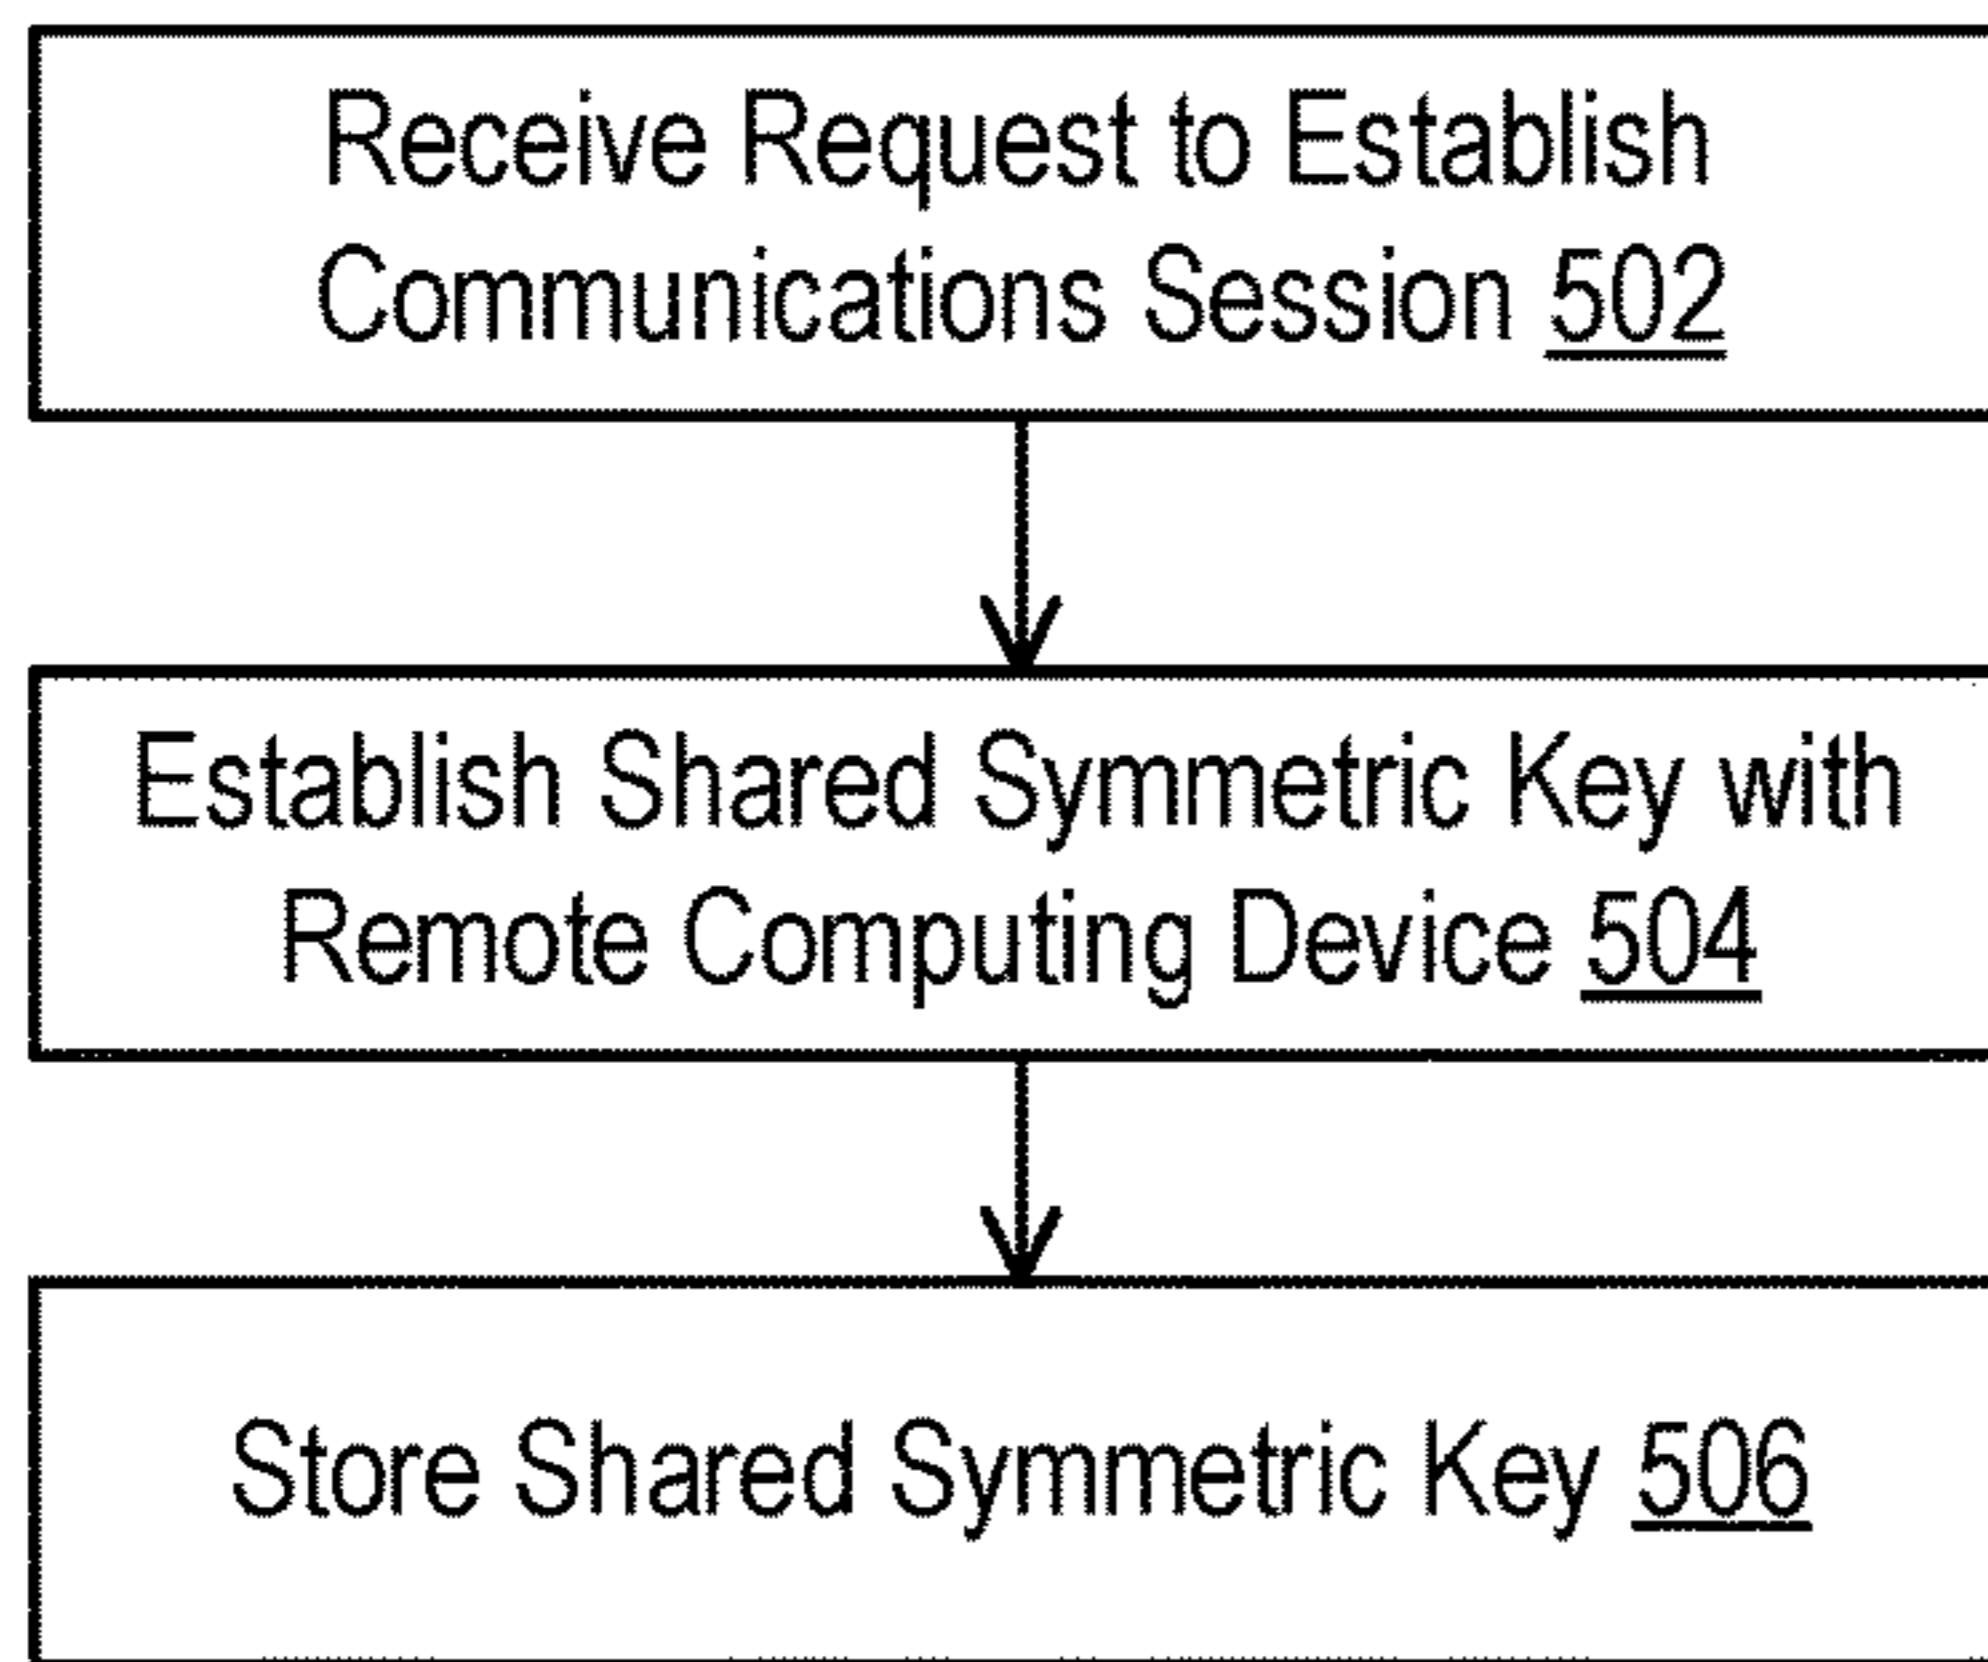 Receive Request to Establish
Communications Session 502
Establish Shared Symmetric Key with
Remote Computing Device 504
Store Shared Symmetric Key 506